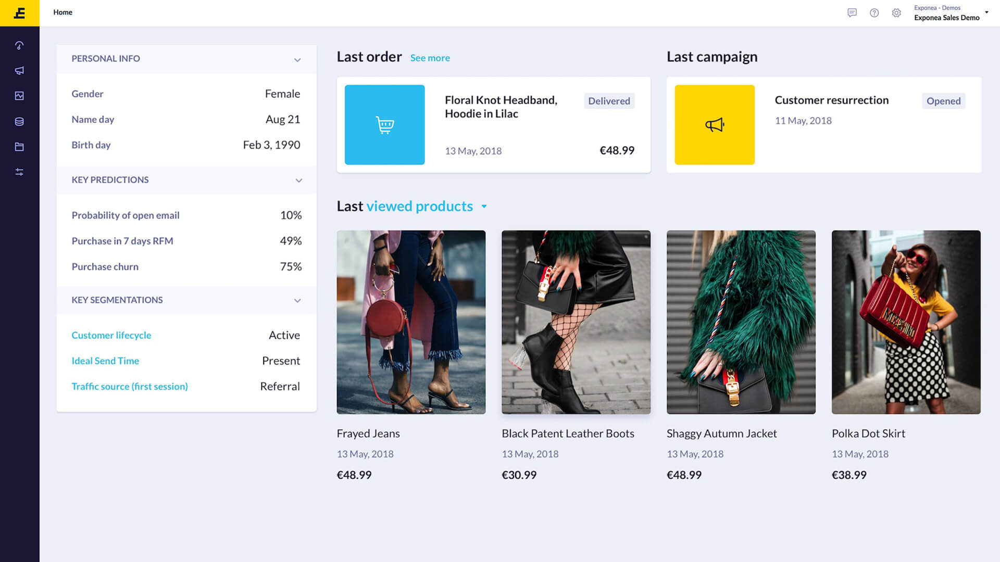 Home
Exponea - Demos
Exponea Sales Demo
PERSONAL INFO
Gender Female
Name day Aug 21
Birth day Feb 3, 1990
KEY PREDICTIONS
Probability of open email 10%
Purchase in 7 days RFM 49%
Purchase churn 75%
KEY SEGMENTATIONS
Customer lifecycle Active
Ideal Send Time Present
Traffic source (first session) Referral
Last order See more
Floral Knot Headband,
Hoodie in Lilac
Delivered
13 May, 2018 €48.99
Last campaign
Customer resurrection
Opened
11 May, 2018
Last viewed products
MOSCHINO
Frayed Jeans
13 May, 2018
€48.99
Black Patent Leather Boots
13 May, 2018
€30.99
Shaggy Autumn Jacket
13 May, 2018
€48.99
Polka Dot Skirt
13 May, 2018
€38.99